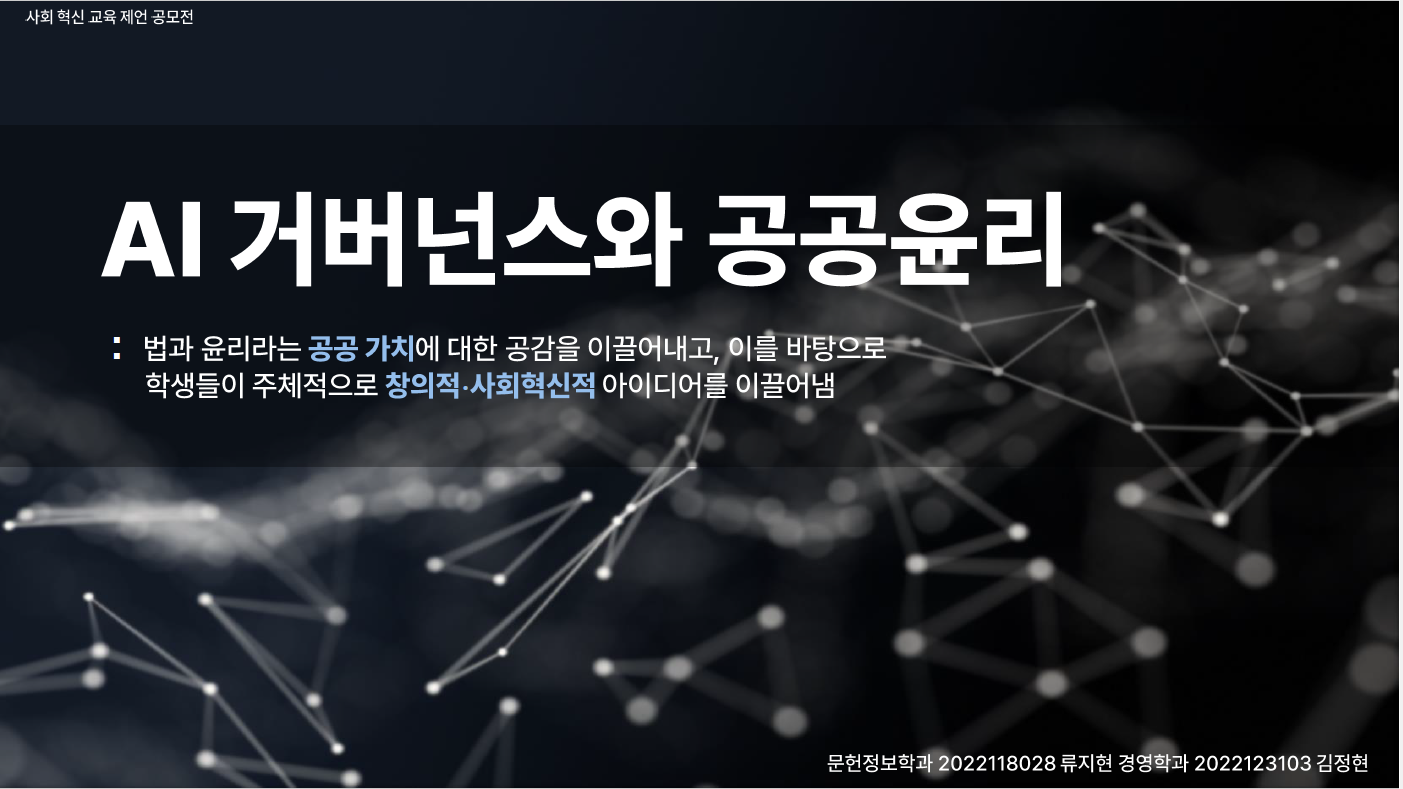 사회 혁신 교육 제언 공모전
AI 거버넌스와 공공윤리
: 법과 윤리라는 공공 가치에 대한 공감을 이끌어내고, 이를 바탕으로
학생들이 주체적으로 창의적·사회혁신적 아이디어를 이끌어냄
문헌정보학과 2022118028 류지현 경영학과 2022123103 김정현